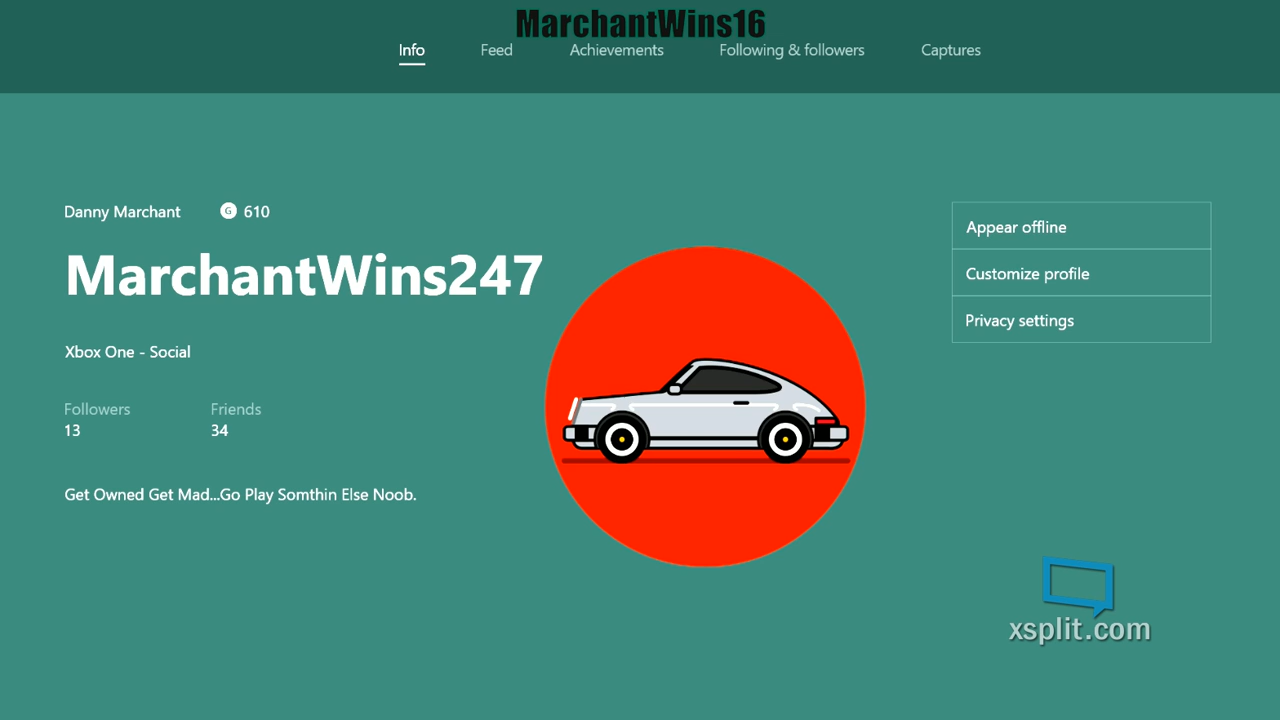 MarchantWins16
Info Feed Achievements Following & followers Captures
Danny Marchant G 610
MarchantWins247
Xbox One - Social
Followers Friends
13 34
Get Owned Get Mad...Go Play Somthin Else Noob.
Appear offline
Customize profile
Privacy settings
xsplit.com